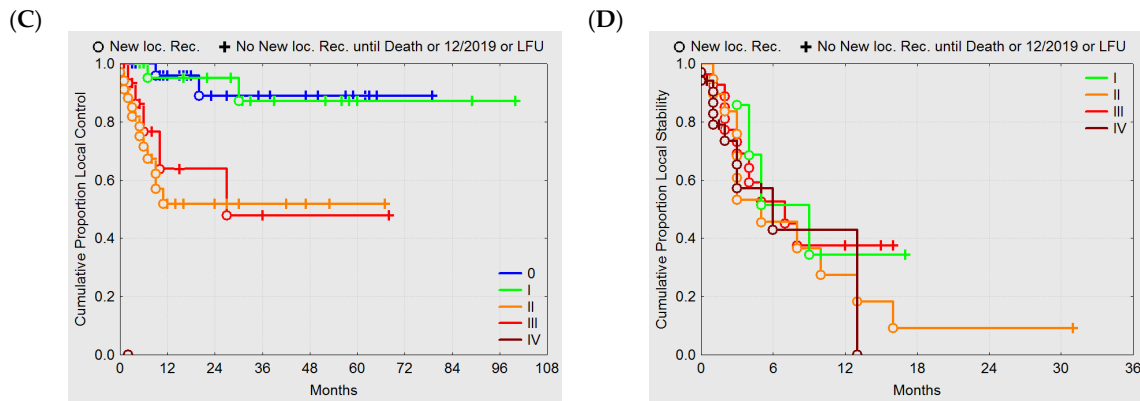 (C)
New loc. Rec. No New loc. Rec. until Death or 12/2019 or LFU
Cumulative Proportion Local Control
1.0
0.8
0.6
0.4
0.2
0.0
0
I
II
III
IV
0 12 24 36 48 60 72 84 96 108
Months
(D)
New loc. Rec. No New loc. Rec. until Death or 12/2019 or LFU
Cumulative Proportion Local Stability
1.0
0.8
0.6
0.4
0.2
0.0
I
II
III
IV
0 6 12 18 24 30 36
Months